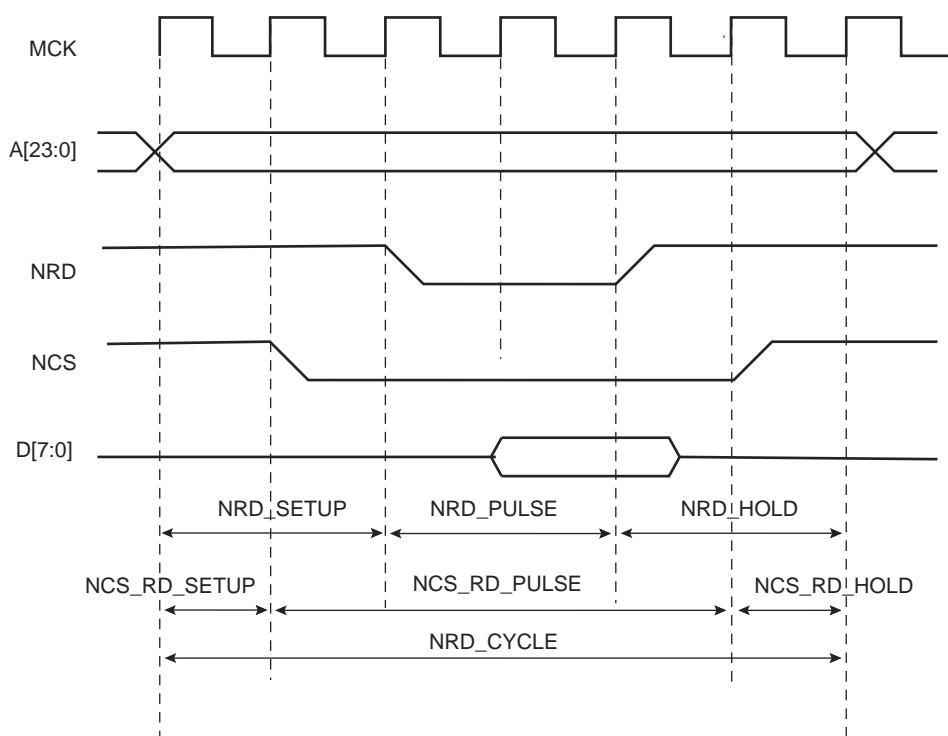 MCK
A[23:0]
NRD
NCS
D[7:0]
NRD_SETUP NRD_PULSE NRD_HOLD
NCS_RD_SETUP NCS_RD_PULSE NCS_RD_HOLD
NRD_CYCLE